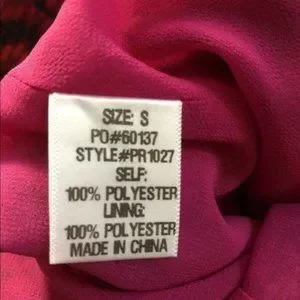 SIZE: S
PO#60137
STYLE#PR1027
SELF:
100% POLYESTER
LINING:
100% POLYESTER
MADE IN CHINA